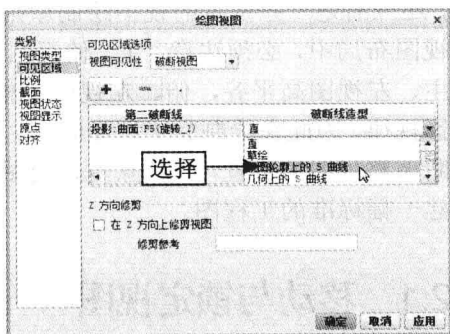 绘图视图
类别
视图类型
可见区域
比例
截面
视图状态
视图显示
原点
对齐
可见区域选项
视图可见性 破断视图
第二破断线 破断线造型
投影:曲面:F5(旋转_1) 直
直
草绘
视图轮廓上的 S 曲线
几何上的 S 曲线
选择
Z 方向修剪
在 Z 方向上修剪视图
修剪参考
确定 取消 应用